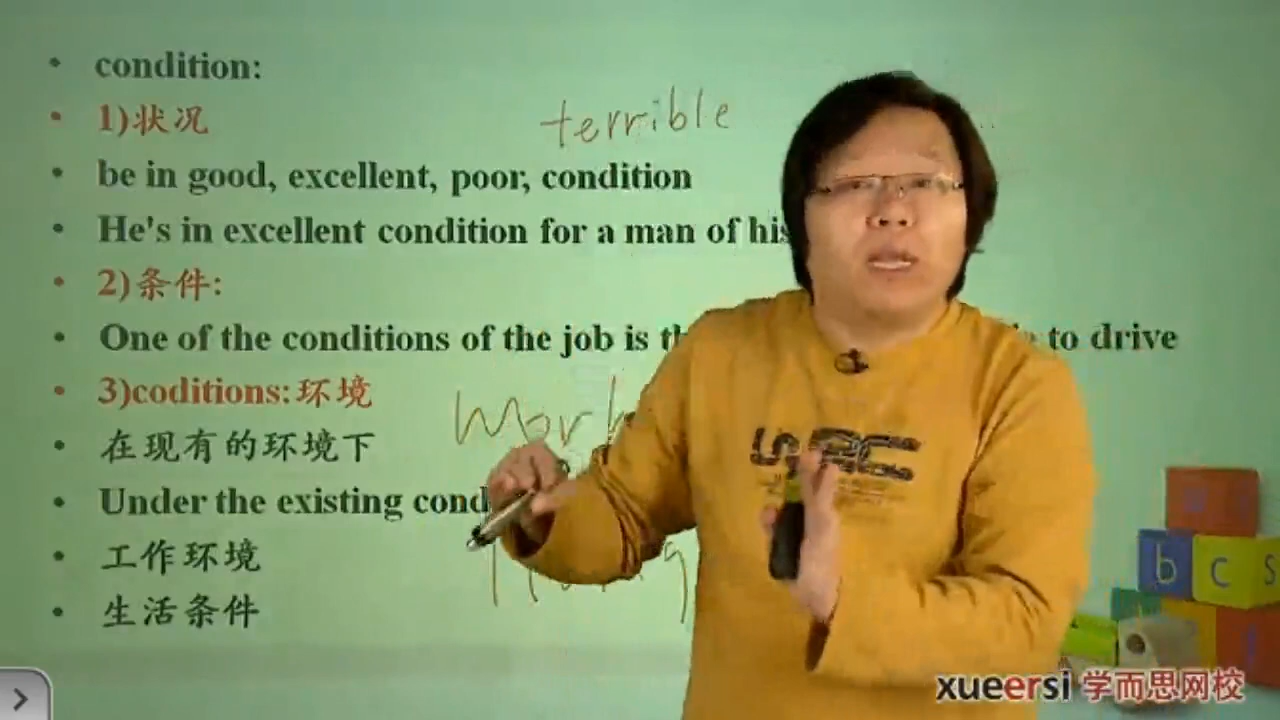 condition:
1)状况
terrible
be in good, excellent, poor, condition
He's in excellent condition for a man of his
2)条件:
One of the conditions of the job is to drive
3)coditions:环境
在现有的环境下
Work
Under the existing cond
工作环境
生活条件
b c s
xueersi 学而思网校